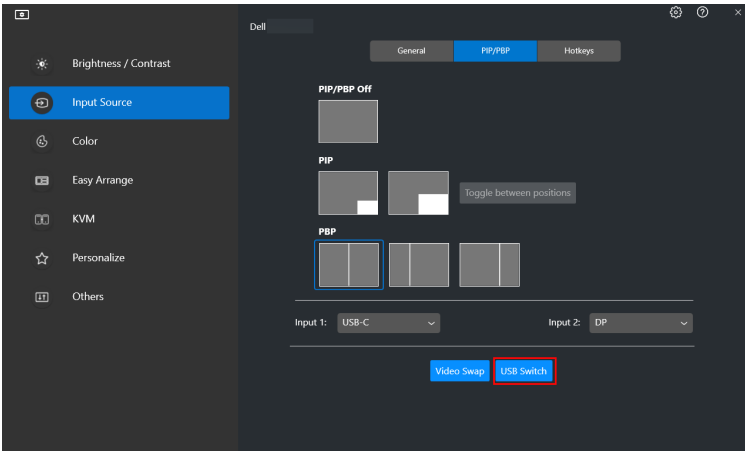 Dell
General
PIP/PBP
Hotkeys
Brightness / Contrast
Input Source
Color
Easy Arrange
KVM
Personalize
Others
PIP/PBP Off
PIP
Toggle between positions
PBP
Input 1: USB-C
Input 2: DP
Video Swap
USB Switch